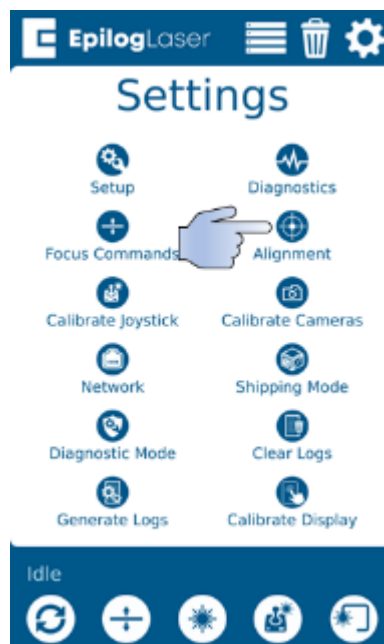 EpilogLaser
Settings
Setup Diagnostics
Focus Commands Alignment
Calibrate Joystick Calibrate Cameras
Network Shipping Mode
Diagnostic Mode Clear Logs
Generate Logs Calibrate Display
Idle